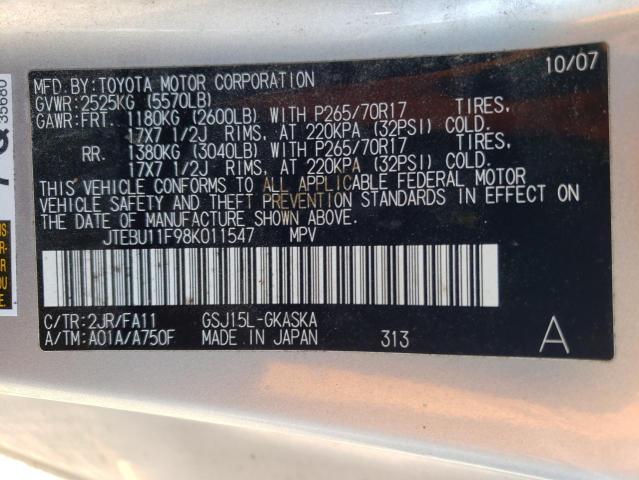 MFD.BY:TOYOTA MOTOR CORPORATION 10/07
GVWR:2525KG (5570LB)
GAWR:FRT. 1180KG (2600LB) WITH P265/70R17 TIRES,
17X7 1/2J RIMS, AT 220KPA (32PSI) COLD.
RR. 1380KG (3040LB) WITH P265/70R17 TIRES,
17X7 1/2J RIMS, AT 220KPA (32PSI) COLD.
THIS VEHICLE CONFORMS TO ALL APPLICABLE FEDERAL MOTOR
VEHICLE SAFETY AND THEFT PREVENTION STANDARDS IN EFFECT ON
THE DATE OF MANUFACTURE SHOWN ABOVE.
JTEBU11F98K011547 MPV
C/TR:2JR/FA11 GSJ15L-GKASKA
A/TM:A01A/A750F MADE IN JAPAN 313 A
35680